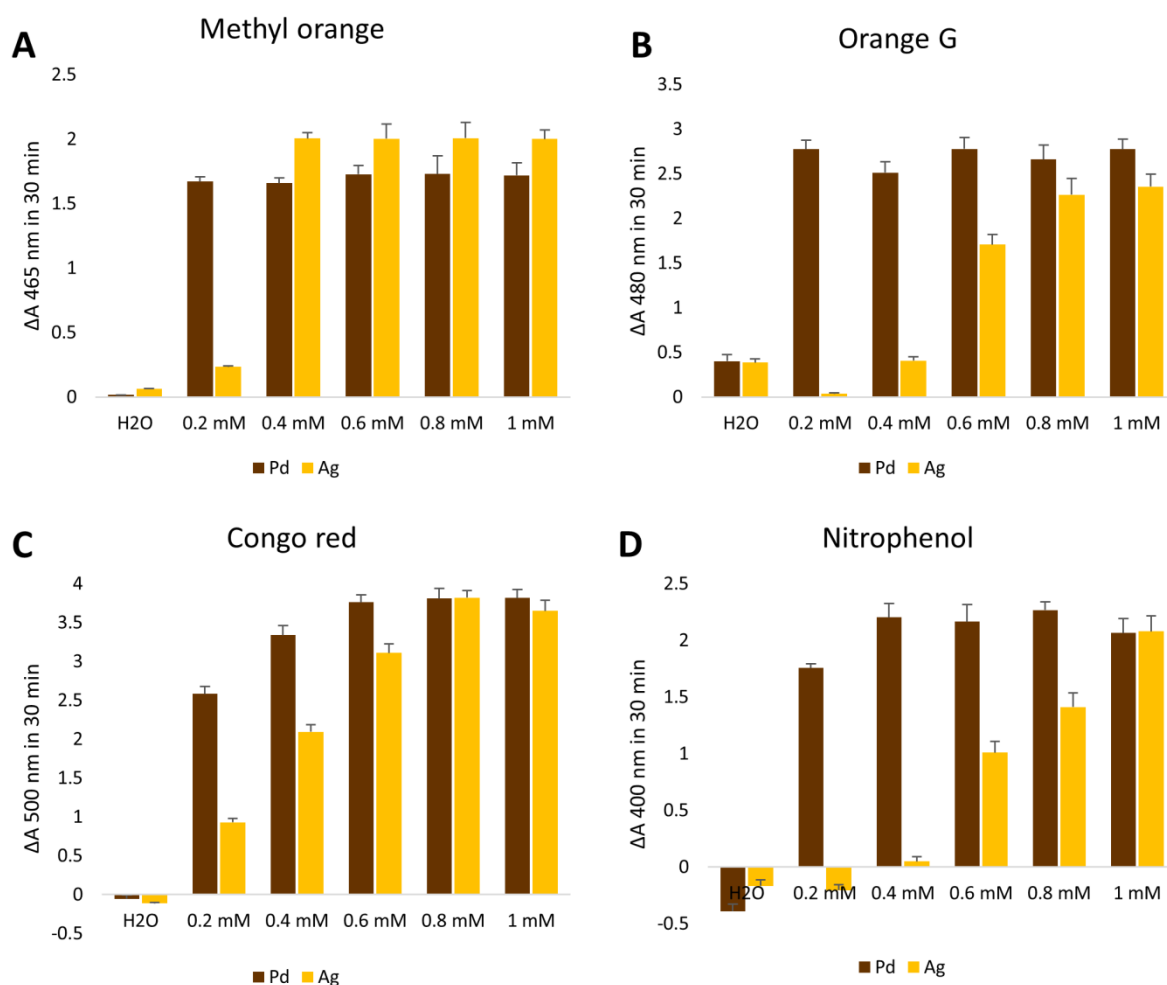 A
Methyl orange
ΔA 465 nm in 30 min
2.5
2
1.5
1
0.5
0
H2O 0.2 mM 0.4 mM 0.6 mM 0.8 mM 1 mM
Pd Ag
B
Orange G
ΔA 480 nm in 30 min
3.5
3
2.5
2
1.5
1
0.5
0
H2O 0.2 mM 0.4 mM 0.6 mM 0.8 mM 1 mM
Pd Ag
C
Congo red
ΔA 500 nm in 30 min
4
3.5
3
2.5
2
1.5
1
0.5
0
-0.5
H2O 0.2 mM 0.4 mM 0.6 mM 0.8 mM 1 mM
Pd Ag
D
Nitrophenol
ΔA 400 nm in 30 min
2.5
2
1.5
1
0.5
0
-0.5
H2O 0.2 mM 0.4 mM 0.6 mM 0.8 mM 1 mM
Pd Ag